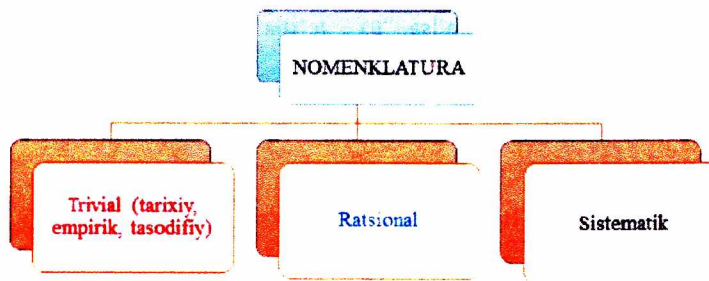 NOMENKLATURA
Trivial (tarixiy,
empirik, tasodifiy)
Ratsional
Sistematik